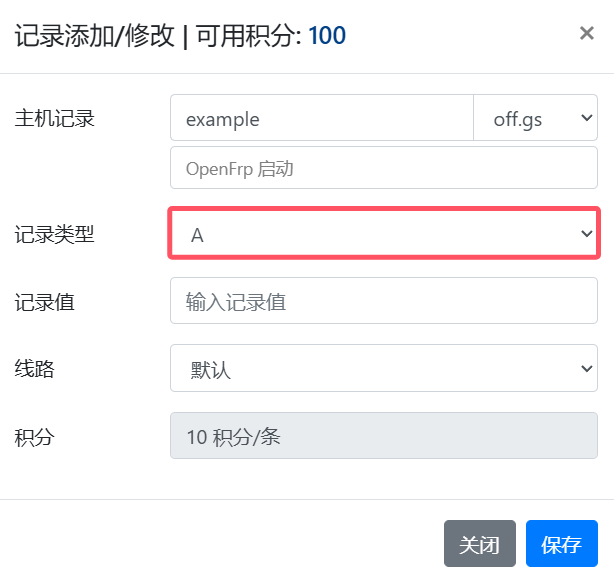 记录添加/修改 | 可用积分: 100 ×
主机记录 example off.gs
OpenFrp 启动
记录类型 A
记录值 输入记录值
线路 默认
积分 10 积分/条
关闭 保存